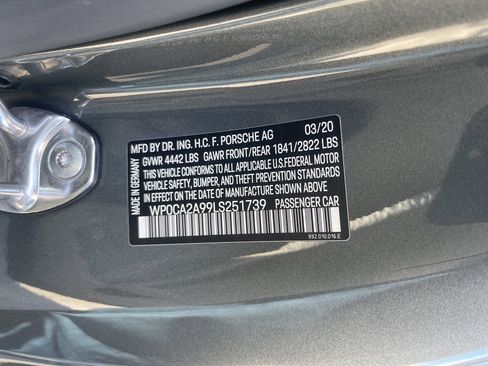 MFD BY DR. ING. H.C. F. PORSCHE AG 03/20
GVWR 4442 LBS GAWR FRONT/REAR 1841/2822 LBS
THIS VEHICLE CONFORMS TO ALL APPLICABLE U.S.FEDERAL MOTOR
VEHICLE SAFETY, BUMPER, AND THEFT PREVENTION STANDARDS
IN EFFECT ON THE DATE OF MANUFACTURE SHOWN ABOVE.
WP0CA2A99LS251739 PASSENGER CAR
992.010.016.E
MADE IN GERMANY